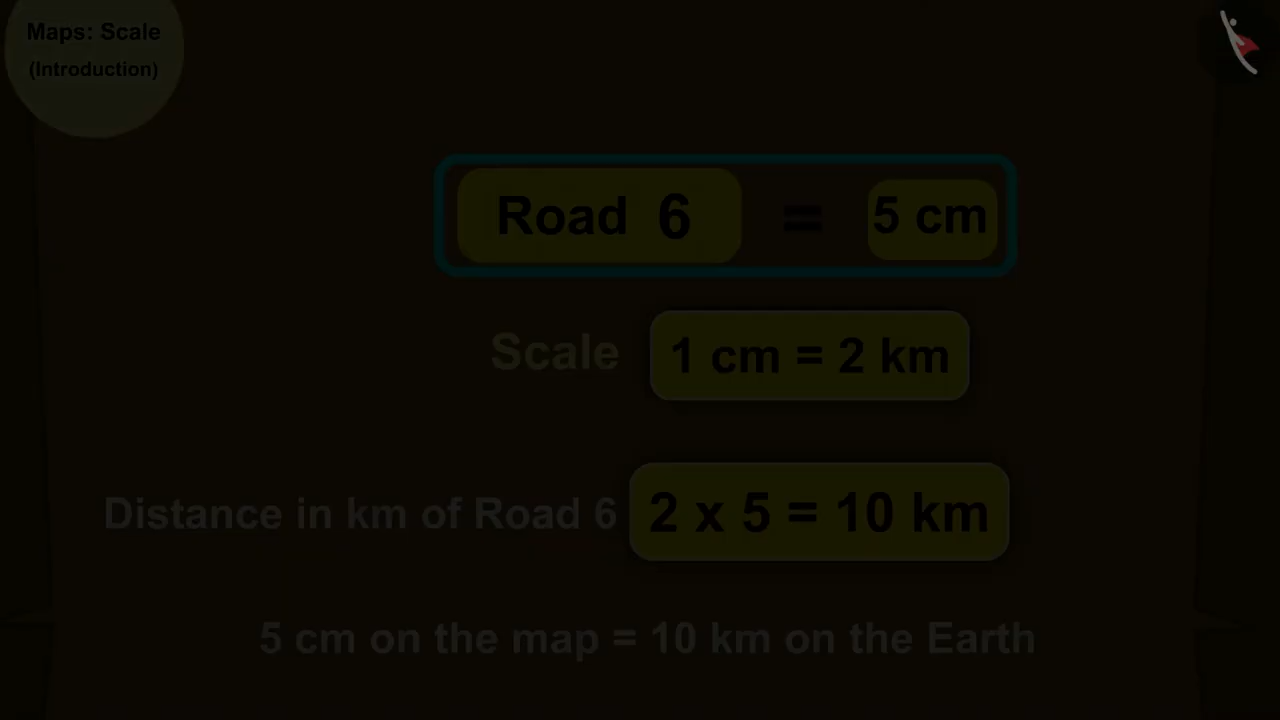 Maps: Scale
(Introduction)
Road 6 = 5 cm
Scale 1 cm = 2 km
Distance in km of Road 6 2 x 5 = 10 km
5 cm on the map = 10 km on the Earth